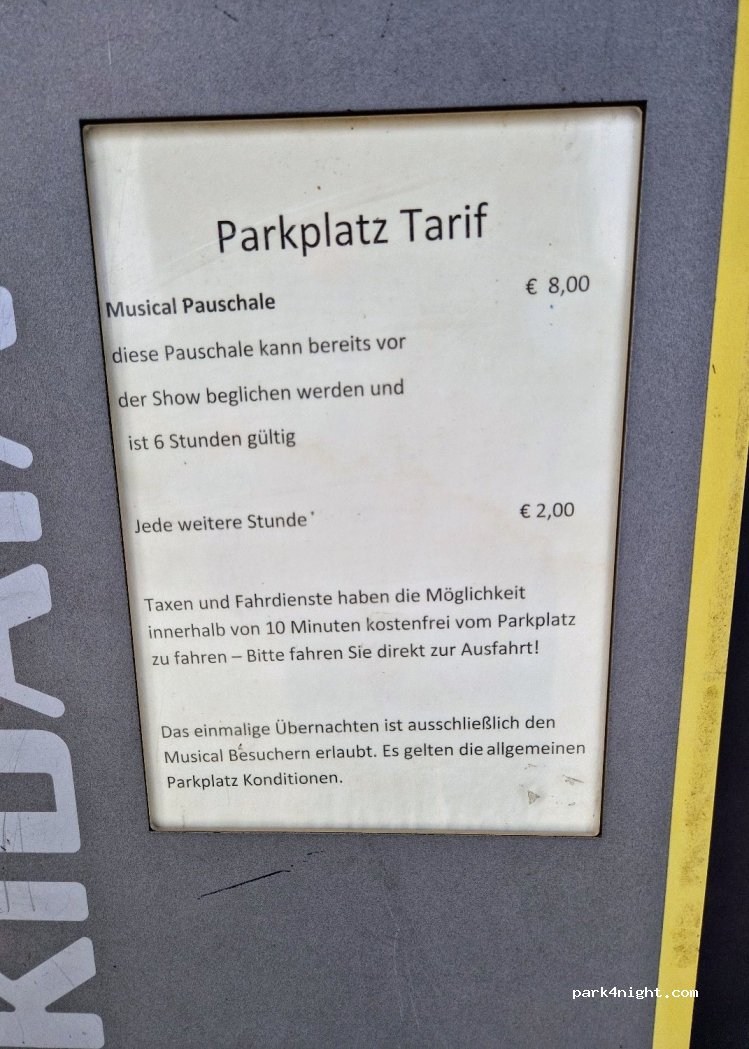 Parkplatz Tarif
Musical Pauschale € 8,00
diese Pauschale kann bereits vor
der Show beglichen werden und
ist 6 Stunden gültig
Jede weitere Stunde € 2,00
Taxen und Fahrdienste haben die Möglichkeit
innerhalb von 10 Minuten kostenfrei vom Parkplatz
zu fahren – Bitte fahren Sie direkt zur Ausfahrt!
Das einmalige Übernachten ist ausschließlich den
Musical Besuchern erlaubt. Es gelten die allgemeinen
Parkplatz Konditionen.
park4night.com